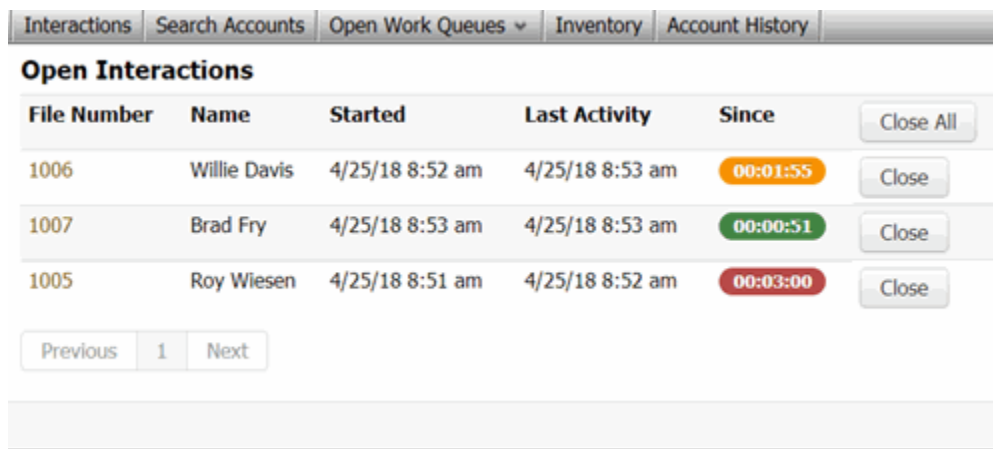 Interactions Search Accounts Open Work Queues Inventory Account History
Open Interactions
File Number Name Started Last Activity Since Close All
1006 Willie Davis 4/25/18 8:52 am 4/25/18 8:53 am 00:01:55 Close
1007 Brad Fry 4/25/18 8:53 am 4/25/18 8:53 am 00:00:51 Close
1005 Roy Wiesen 4/25/18 8:51 am 4/25/18 8:52 am 00:03:00 Close
Previous 1 Next